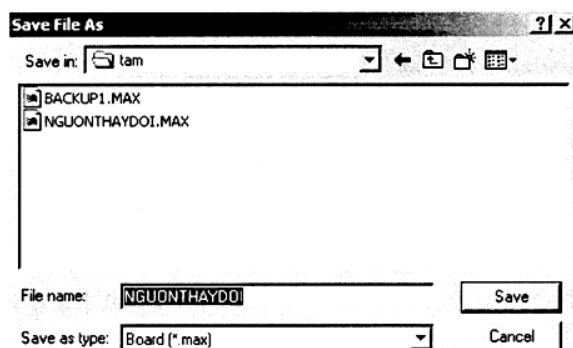 Save File As
Save in: tam
BACKUP1.MAX
NGUONTHAYDOI.MAX
File name: NGUONTHAYDOI Save
Save as type: Board (*.max) Cancel